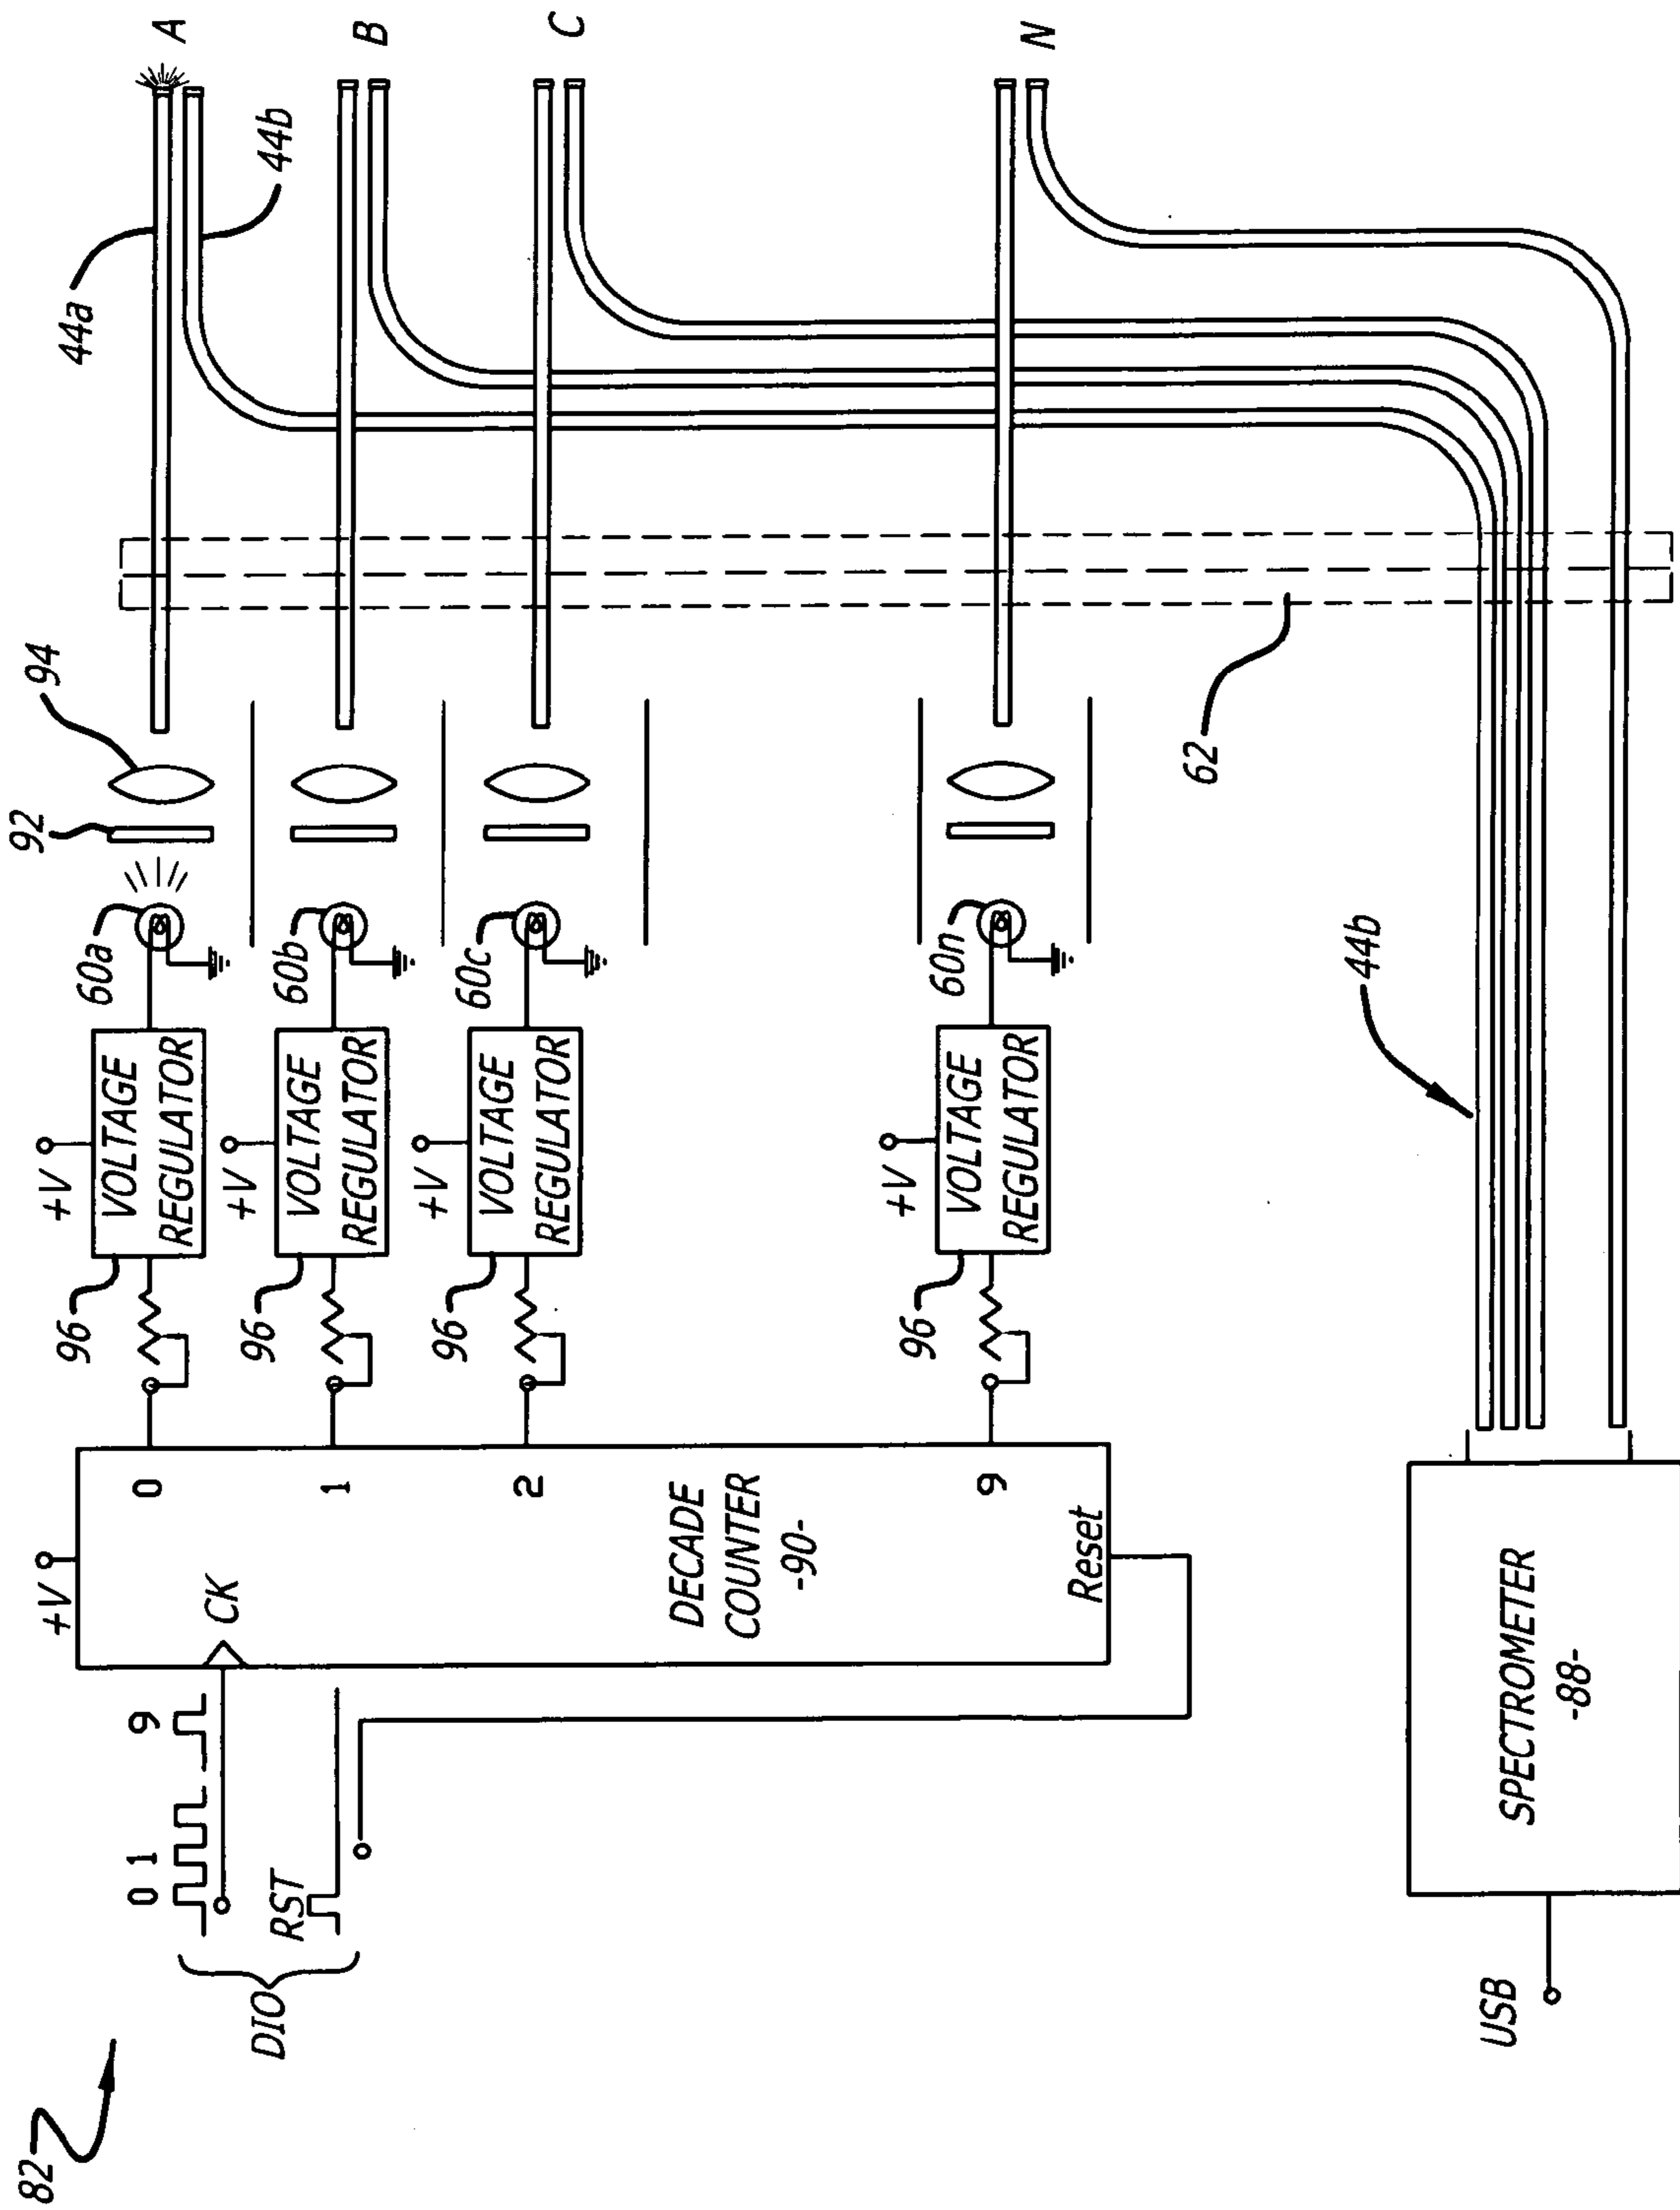 82
DIO
0 1 9
RST
+V
CK
0
1
2
9
DECADE
COUNTER
-90-
Reset
96
+V
VOLTAGE
REGULATOR
60a
92
94
44a
44b
A
96
+V
VOLTAGE
REGULATOR
60b
B
96
+V
VOLTAGE
REGULATOR
60c
C
96
+V
VOLTAGE
REGULATOR
60n
N
62
44b
USB
SPECTROMETER
-88-